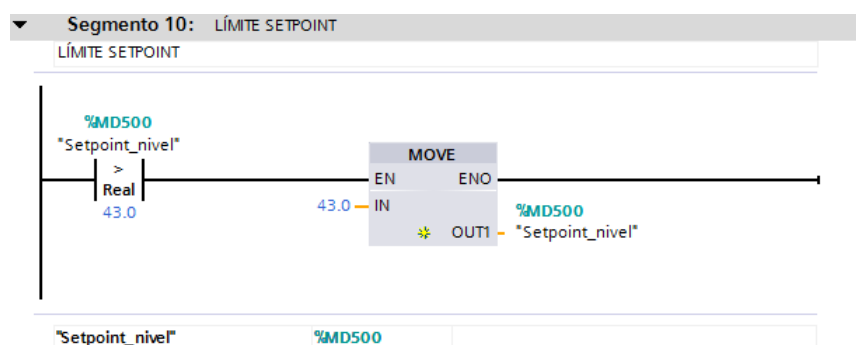 Segmento 10: LÍMITE SETPOINT
LÍMITE SETPOINT
%MD500
"Setpoint_nivel"
>
Real
43.0
MOVE
EN ENO
43.0 IN
OUT1
%MD500
"Setpoint_nivel"
"Setpoint_nivel" %MD500